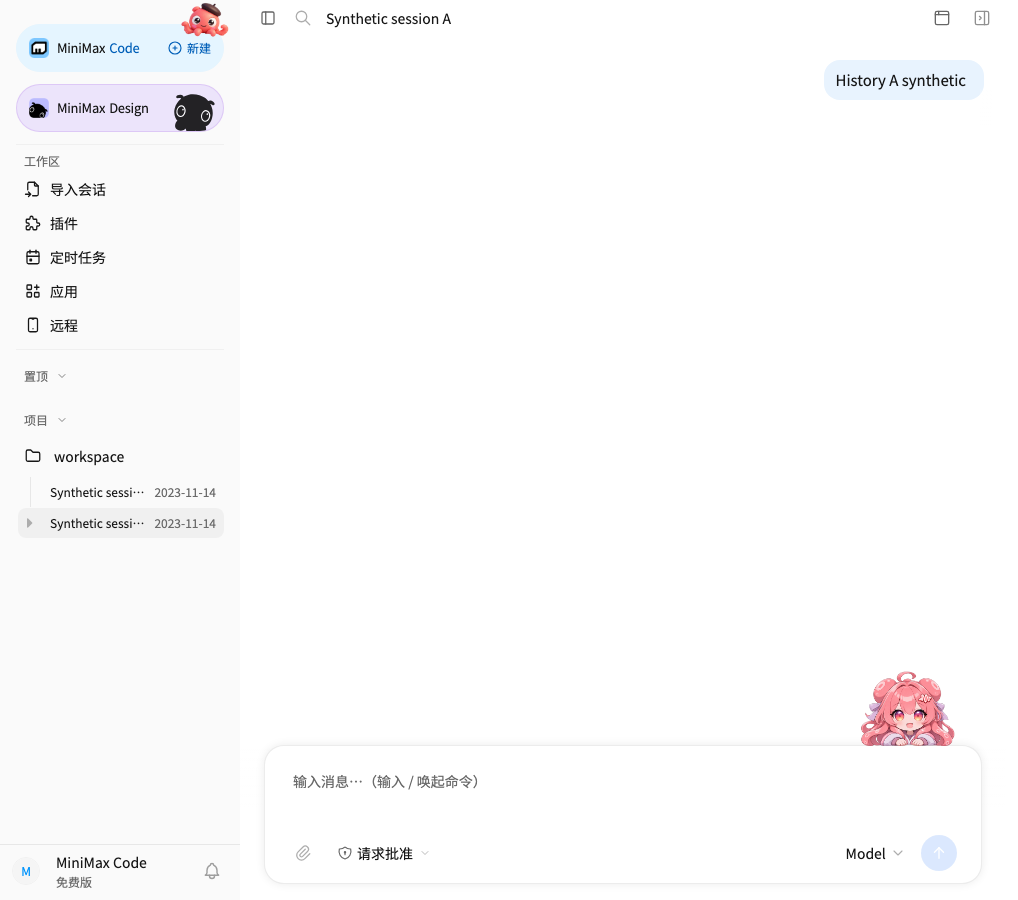 MiniMax Code
新建
MiniMax Design
工作区
导入会话
插件
定时任务
应用
远程
置顶
项目
workspace
Synthetic sessi··· 2023-11-14
Synthetic sessi··· 2023-11-14
M
MiniMax Code
免费版
Synthetic session A
History A synthetic
输入消息…（输入 / 唤起命令）
请求批准
Model